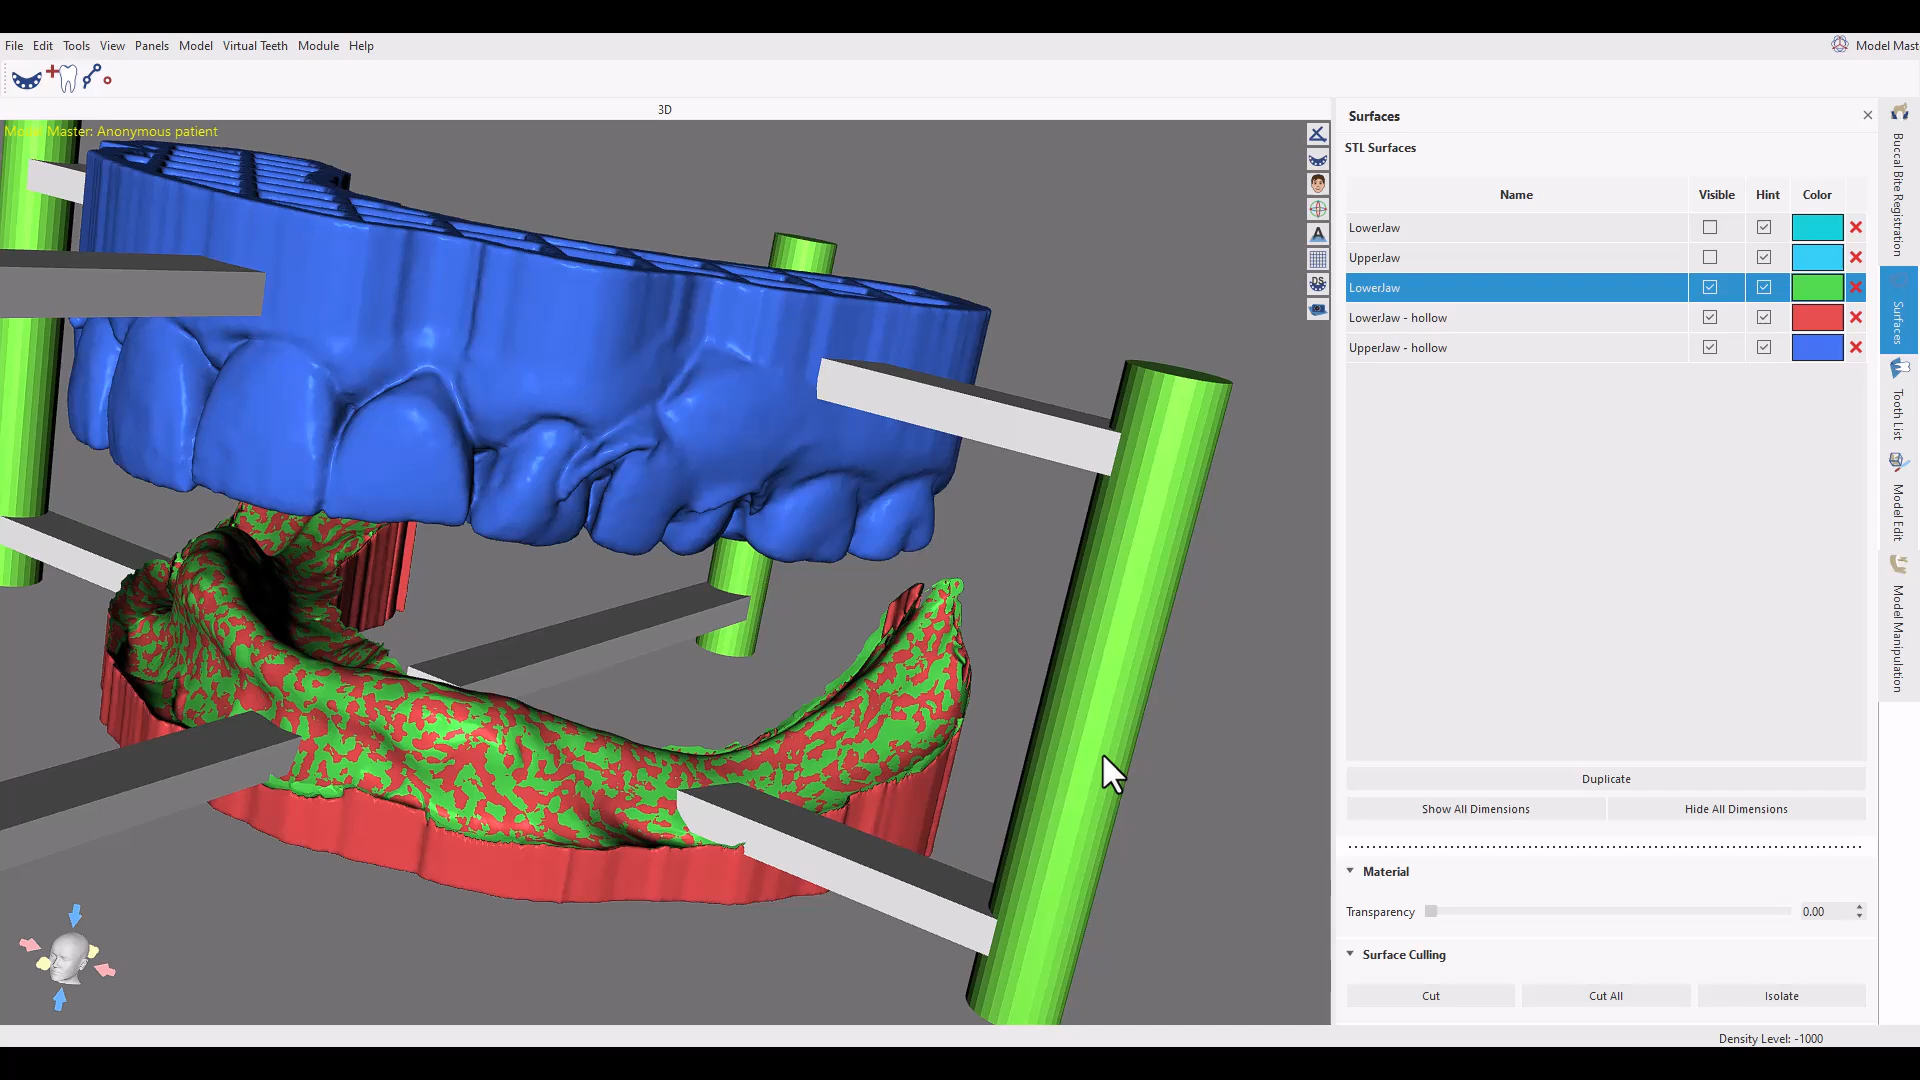 File Edit Tools View Panels Model Virtual Teeth Module Help
Model Mast
3D
Model Master: Anonymous patient
A
DS
Surfaces
STL Surfaces
Name Visible Hint Color
LowerJaw
UpperJaw
LowerJaw
LowerJaw - hollow
UpperJaw - hollow
Duplicate
Show All Dimensions Hide All Dimensions
Material
Transparency 0.00
Surface Culling
Cut Cut All Isolate
Buccal Bite Registration
Surfaces
Tooth List
Model Edit
Model Manipulation
Density Level: -1000